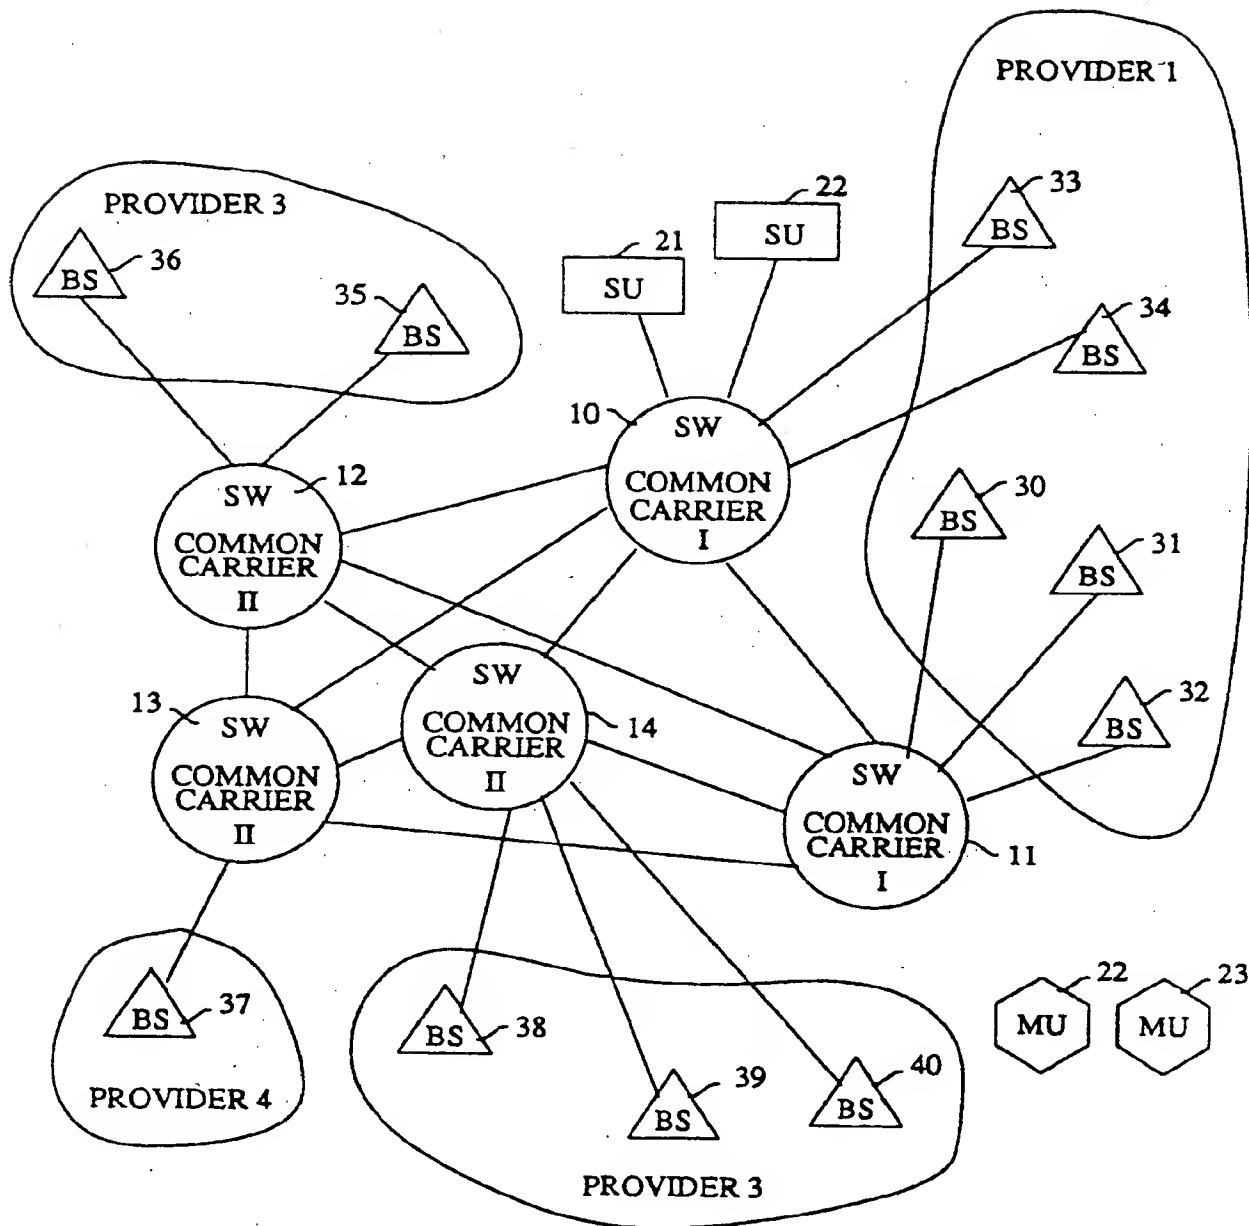 PROVIDER 1
33
BS
34
BS
30
BS
31
BS
32
BS
PROVIDER 3
36
BS
35
BS
22
SU
21
SU
10
SW
COMMON
CARRIER
I
12
SW
COMMON
CARRIER
II
13
SW
COMMON
CARRIER
II
14
SW
COMMON
CARRIER
II
11
SW
COMMON
CARRIER
I
37
BS
PROVIDER 4
38
BS
39
BS
40
BS
PROVIDER 3
22
MU
23
MU